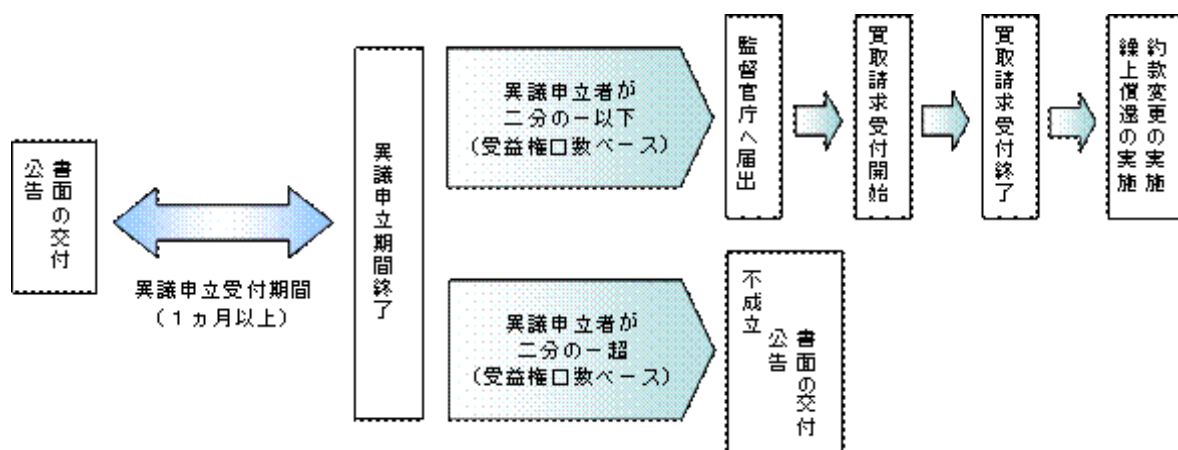 書面の交付
公告
異議申立受付期間
（１ヵ月以上）
異議申立期間終了
異議申立者が
二分の一以下
（受益権口数ベース）
監督官庁へ届出
買取請求受付開始
買取請求受付終了
約款変更の実施
繰上償還の実施
異議申立者が
二分の一超
（受益権口数ベース）
不成立
書面の交付
公告